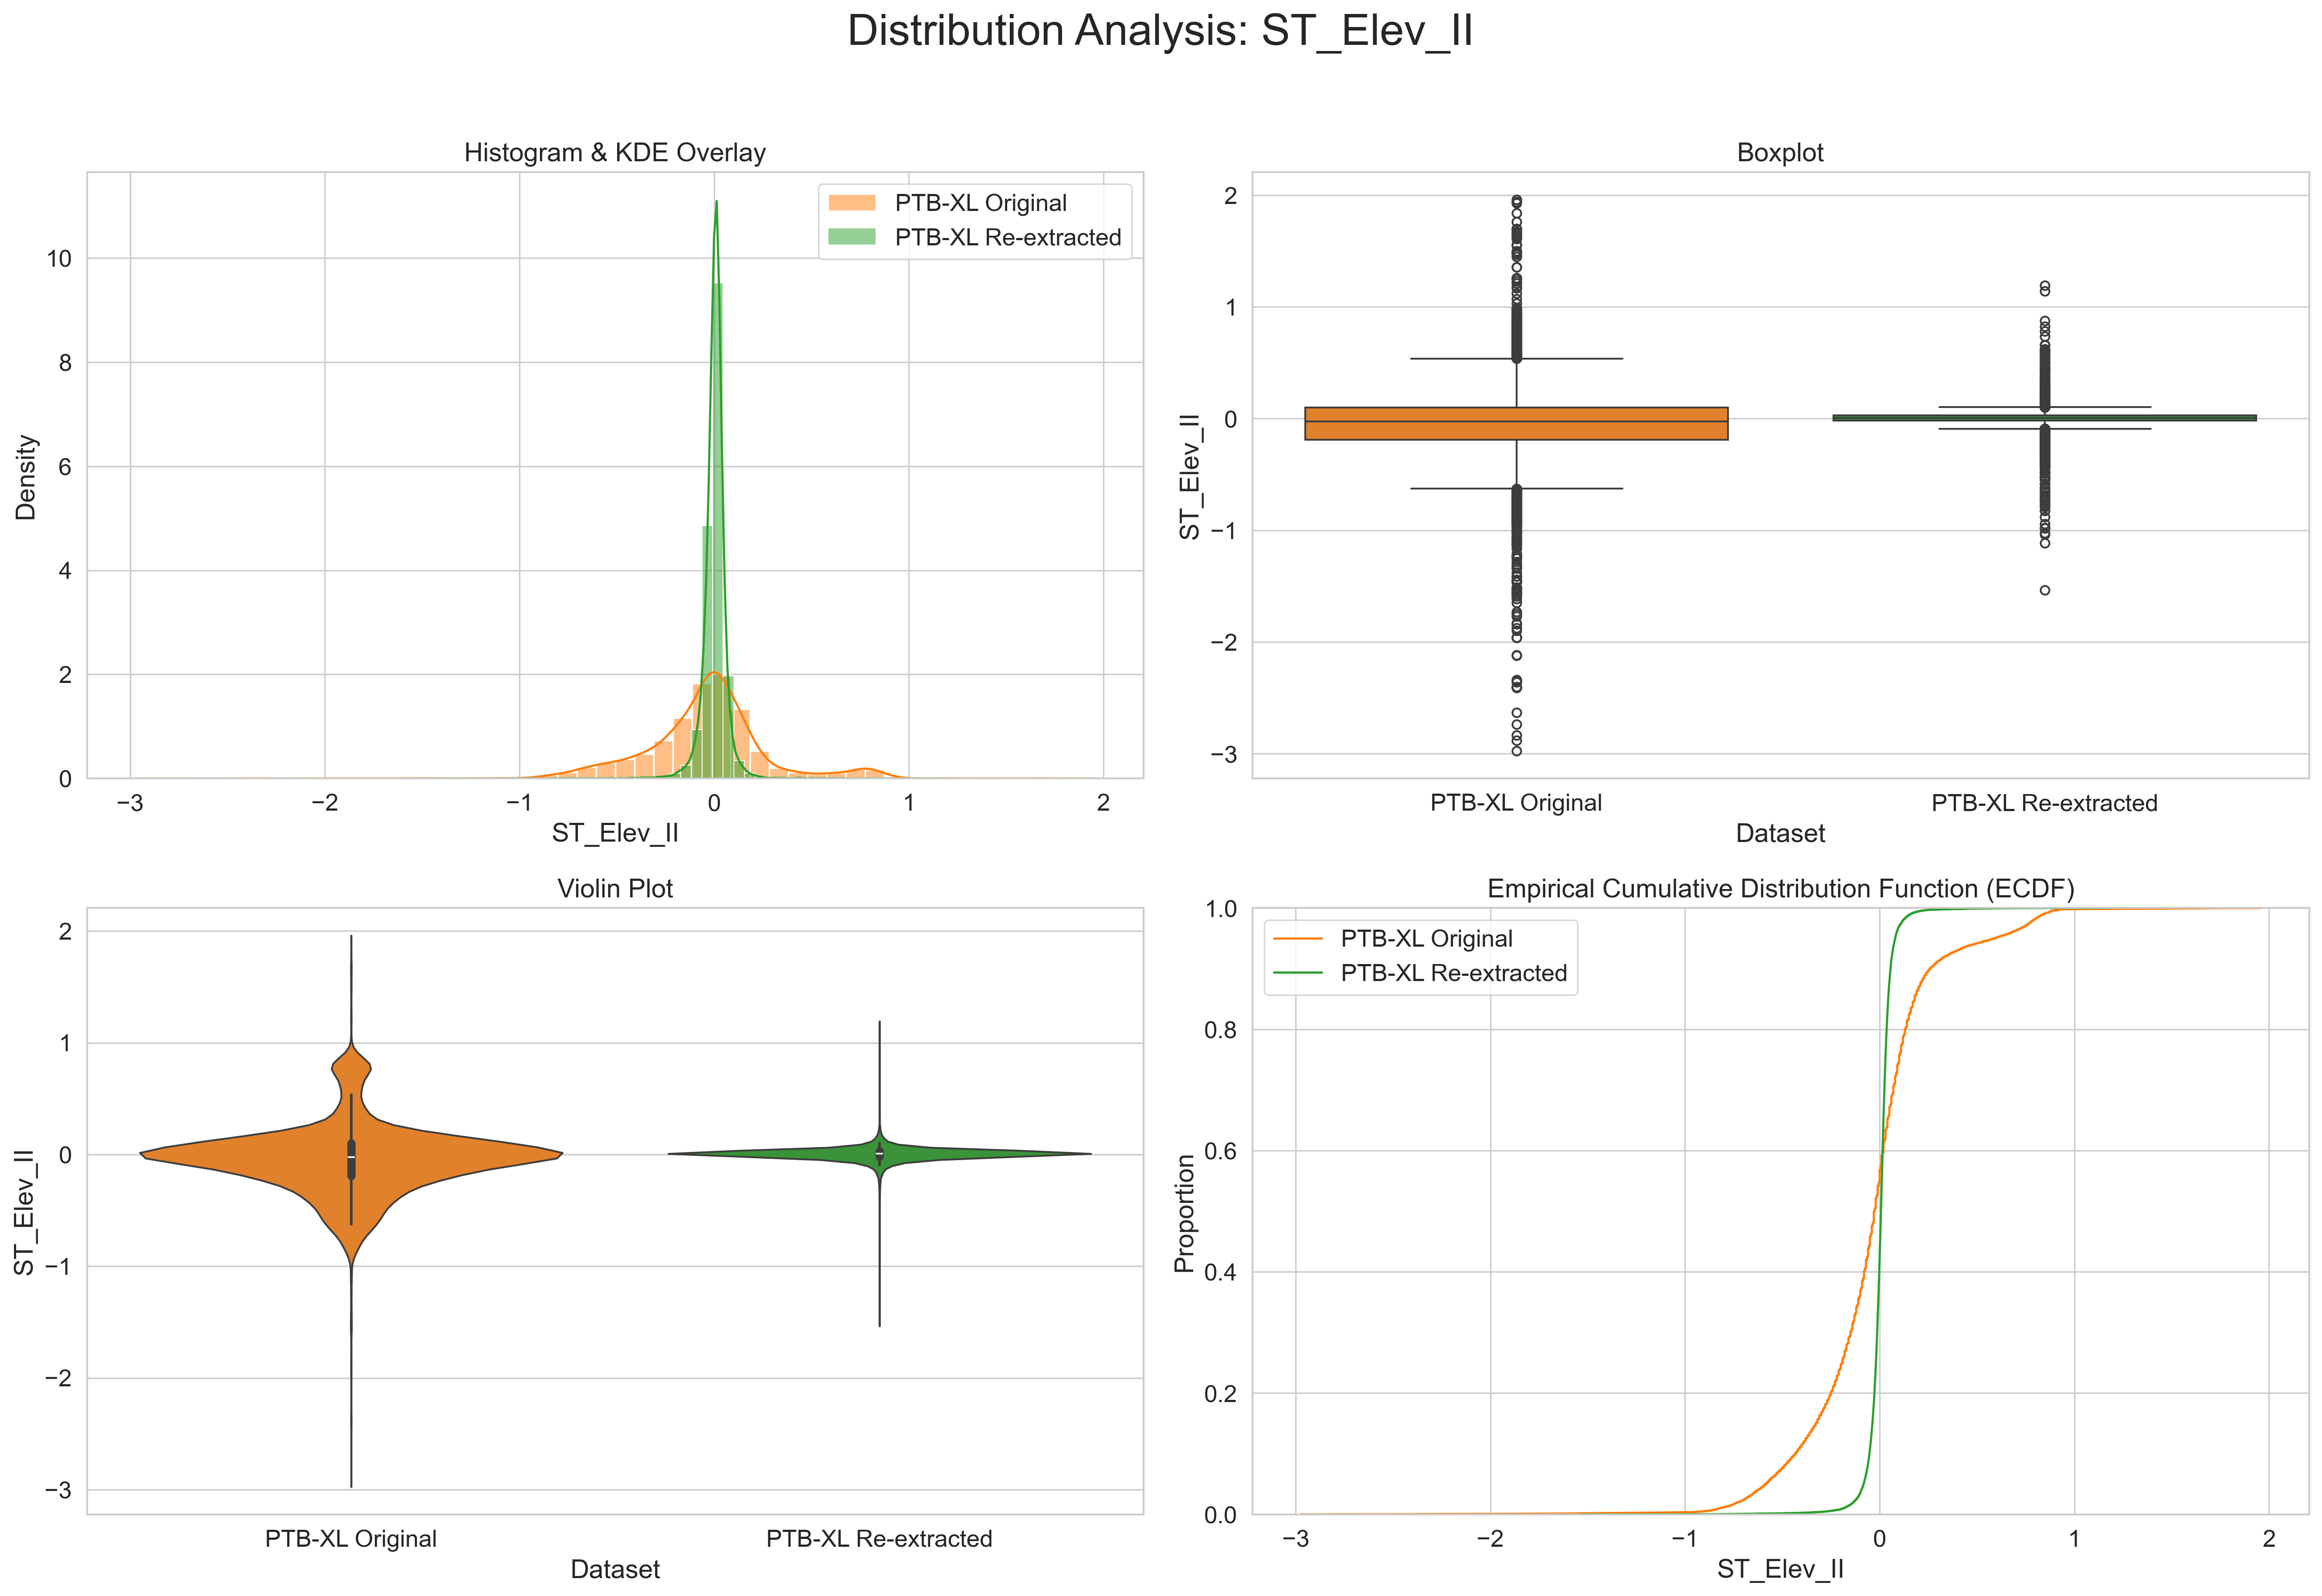 Distribution Analysis: ST_Elev_II
Histogram & KDE Overlay
PTB-XL Original
PTB-XL Re-extracted
Density
10
8
6
4
2
0
−3
−2
−1
0
1
2
ST_Elev_II
Boxplot
ST_Elev_II
2
1
0
−1
−2
−3
PTB-XL Original
PTB-XL Re-extracted
Dataset
Violin Plot
ST_Elev_II
2
1
0
−1
−2
−3
PTB-XL Original
PTB-XL Re-extracted
Dataset
Empirical Cumulative Distribution Function (ECDF)
PTB-XL Original
PTB-XL Re-extracted
Proportion
1.0
0.8
0.6
0.4
0.2
0.0
−3
−2
−1
0
1
2
ST_Elev_II